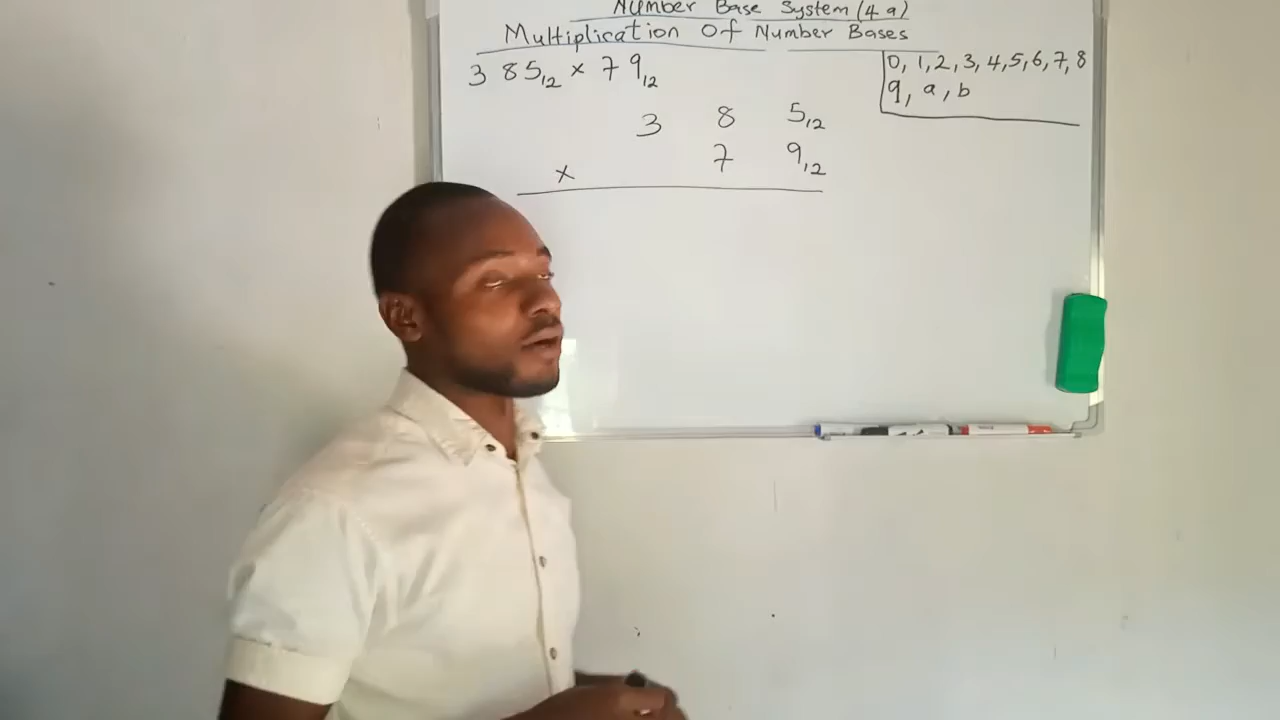 Number Base System (4a)
Multiplication Of Number Bases
385₁₂ × 79₁₂
0, 1, 2, 3, 4, 5, 6, 7, 8
9, a, b
3 8 5₁₂
× 7 9₁₂